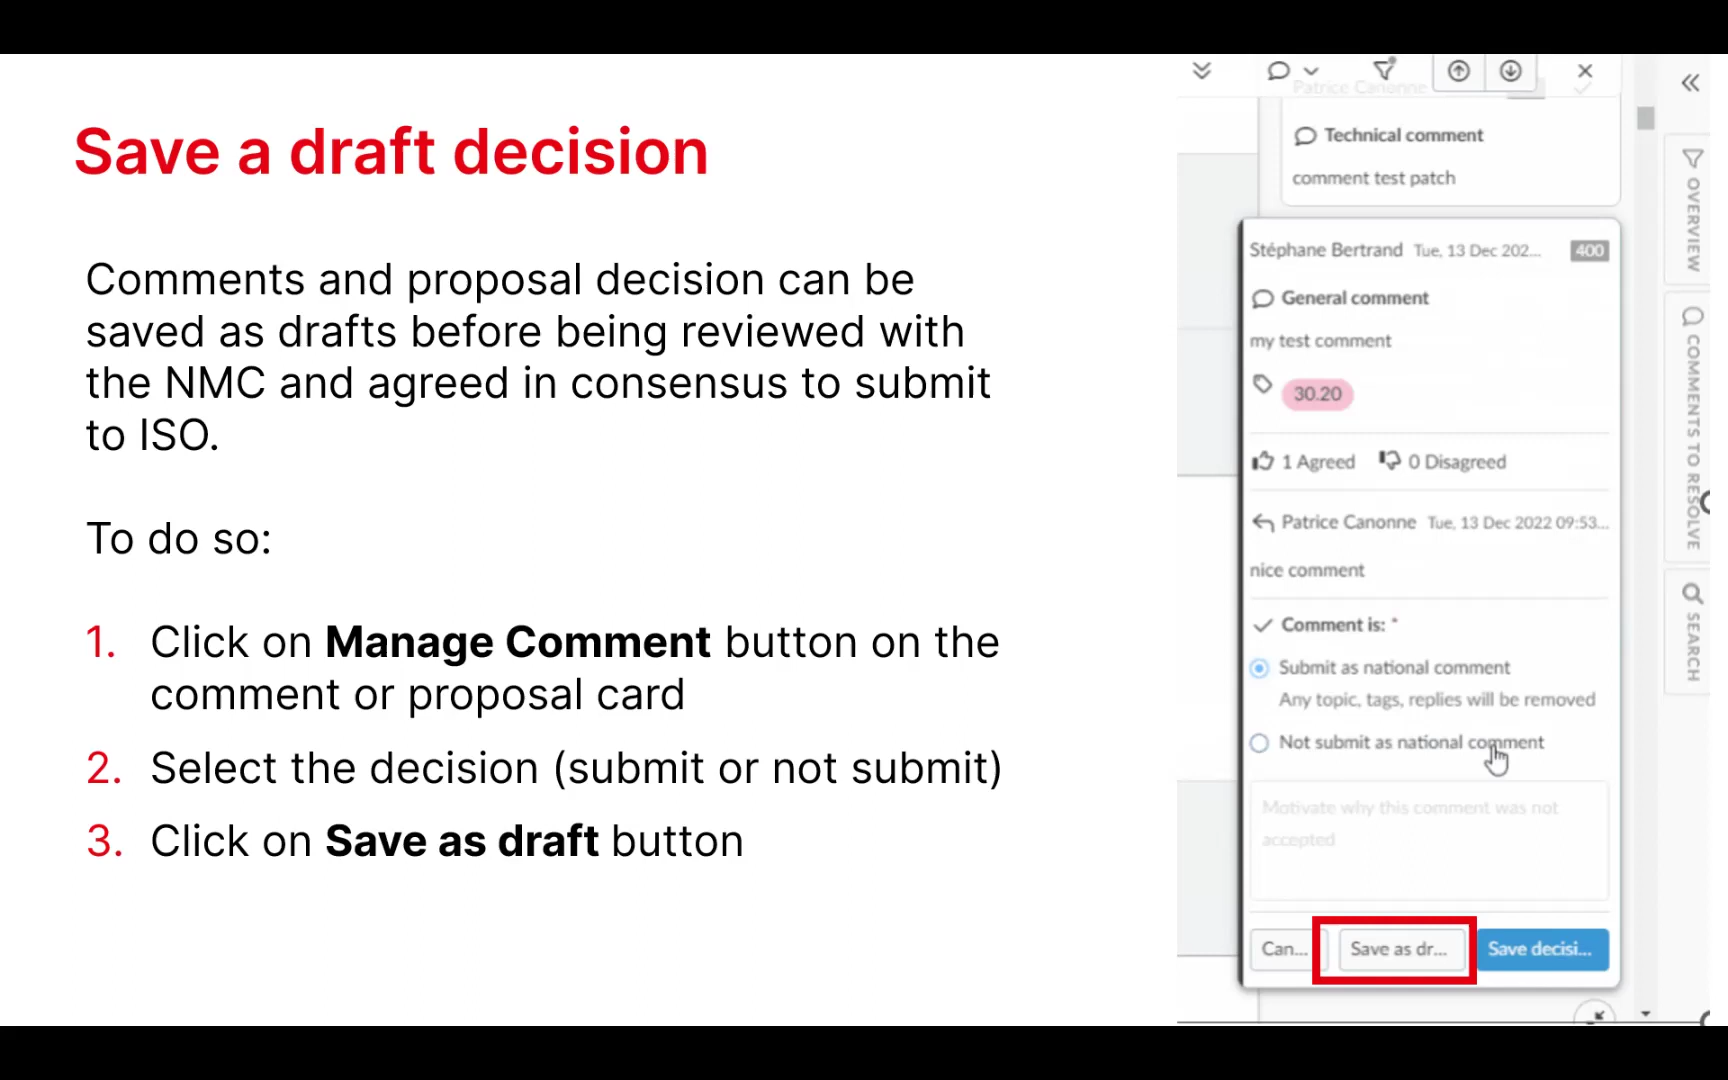 Save a draft decision
Comments and proposal decision can be
saved as drafts before being reviewed with
the NMC and agreed in consensus to submit
to ISO.
To do so:
1. Click on Manage Comment button on the
comment or proposal card
2. Select the decision (submit or not submit)
3. Click on Save as draft button
Patrice Canonne
Technical comment
comment test patch
Stéphane Bertrand Tue, 13 Dec 202... 400
General comment
my test comment
30.20
1 Agreed 0 Disagreed
Patrice Canonne Tue, 13 Dec 2022 09:53...
nice comment
Comment is: *
Submit as national comment
Any topic, tags, replies will be removed
Not submit as national comment
Motivate why this comment was not
accepted
Can... Save as dr... Save decisi...
OVERVIEW
COMMENTS TO RESOLVE
SEARCH